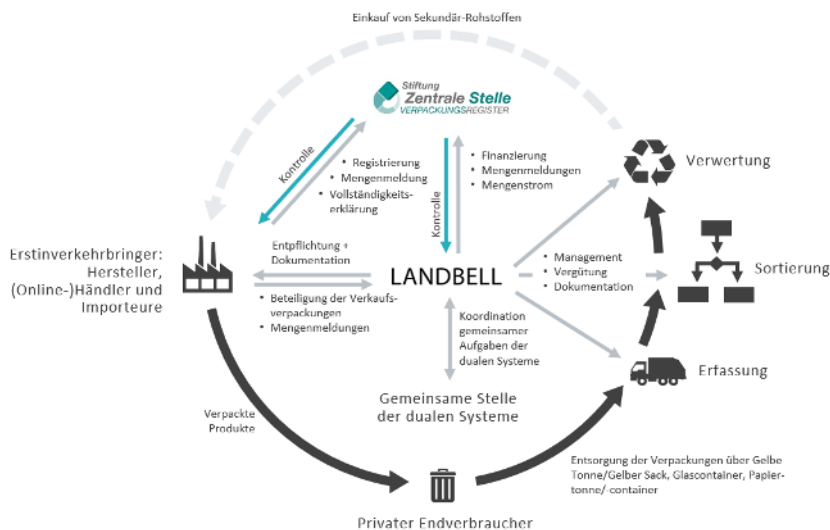 Einkauf von Sekundär-Rohstoffen
Stiftung
Zentrale Stelle
VERPACKUNGSREGISTER
Kontrolle
• Registrierung
• Mengenmeldung
• Vollständigkeits-
erklärung
Kontrolle
• Finanzierung
• Mengenmeldungen
• Mengenstrom
Verwertung
Erstinverkehrbringer:
Hersteller,
(Online-)Händler und
Importeure
Entpflichtung +
Dokumentation
• Beteiligung der Verkaufs-
verpackungen
• Mengenmeldungen
LANDBELL
• Management
• Vergütung
• Dokumentation
Sortierung
Koordination
gemeinsamer
Aufgaben der
dualen Systeme
Gemeinsame Stelle
der dualen Systeme
Erfassung
Verpackte
Produkte
Entsorgung der Verpackungen über Gelbe
Tonne/Gelber Sack, Glascontainer, Papier-
tonne/-container
Privater Endverbraucher